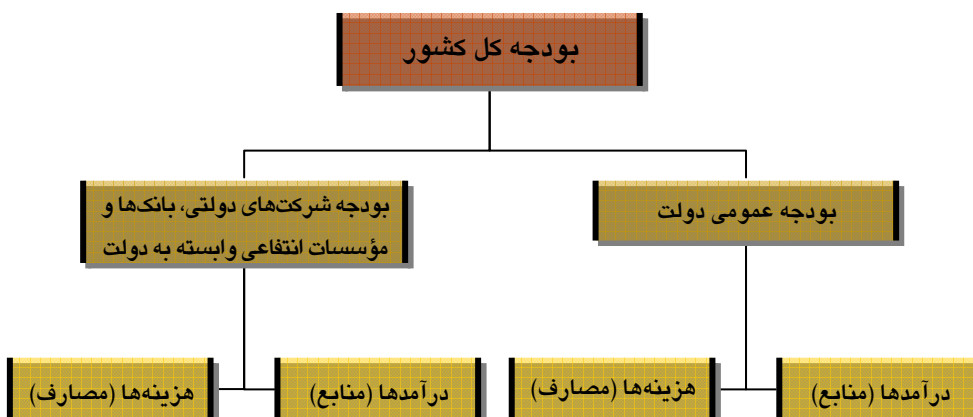 بودجه کل کشور
بودجه عمومی دولت
بودجه شرکت‌های دولتی، بانک‌ها و
مؤسسات انتفاعی وابسته به دولت
درآمدها (منابع)
هزینه‌ها (مصارف)
درآمدها (منابع)
هزینه‌ها (مصارف)